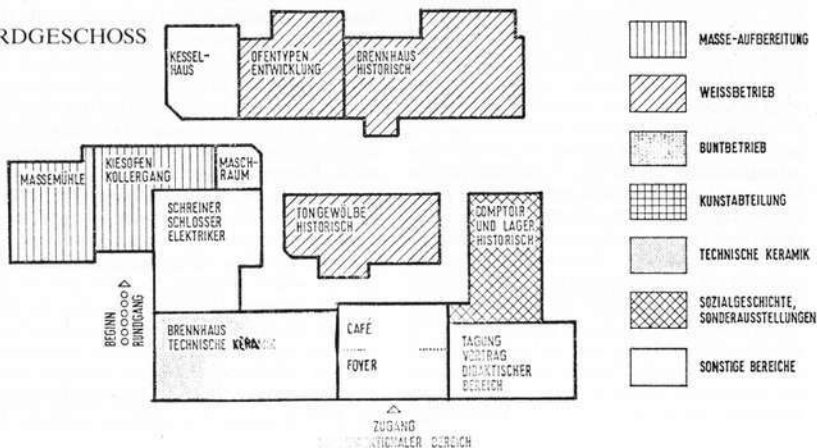 RDGESCHOSS
KESSEL-
HAUS
OFENTYPEN
ENTWICKLUNG
BRENNHAUS
HISTORISCH
MASSEMÜHLE
KIESOFEN
KOLLERGANG
MASCH-
RAUM
SCHREINER
SCHLOSSER
ELEKTRIKER
TONGEWÖLBE
HISTORISCH
COMPTOIR
UND LAGER
HISTORISCH
BEGINN
RUNDGANG
BRENNHAUS
TECHNISCHE
CAFÉ
FOYER
TAGUNG
VORTRAG
DIDAKTISCHER
BEREICH
ZUGANG
BEREICH
MASSE-AUFBEREITUNG
WEISSBETRIEB
BUNTBETRIEB
KUNSTABTEILUNG
TECHNISCHE KERAMIK
SOZIALGESCHICHTE,
SONDERAUSSTELLUNGEN
SONSTIGE BEREICHE